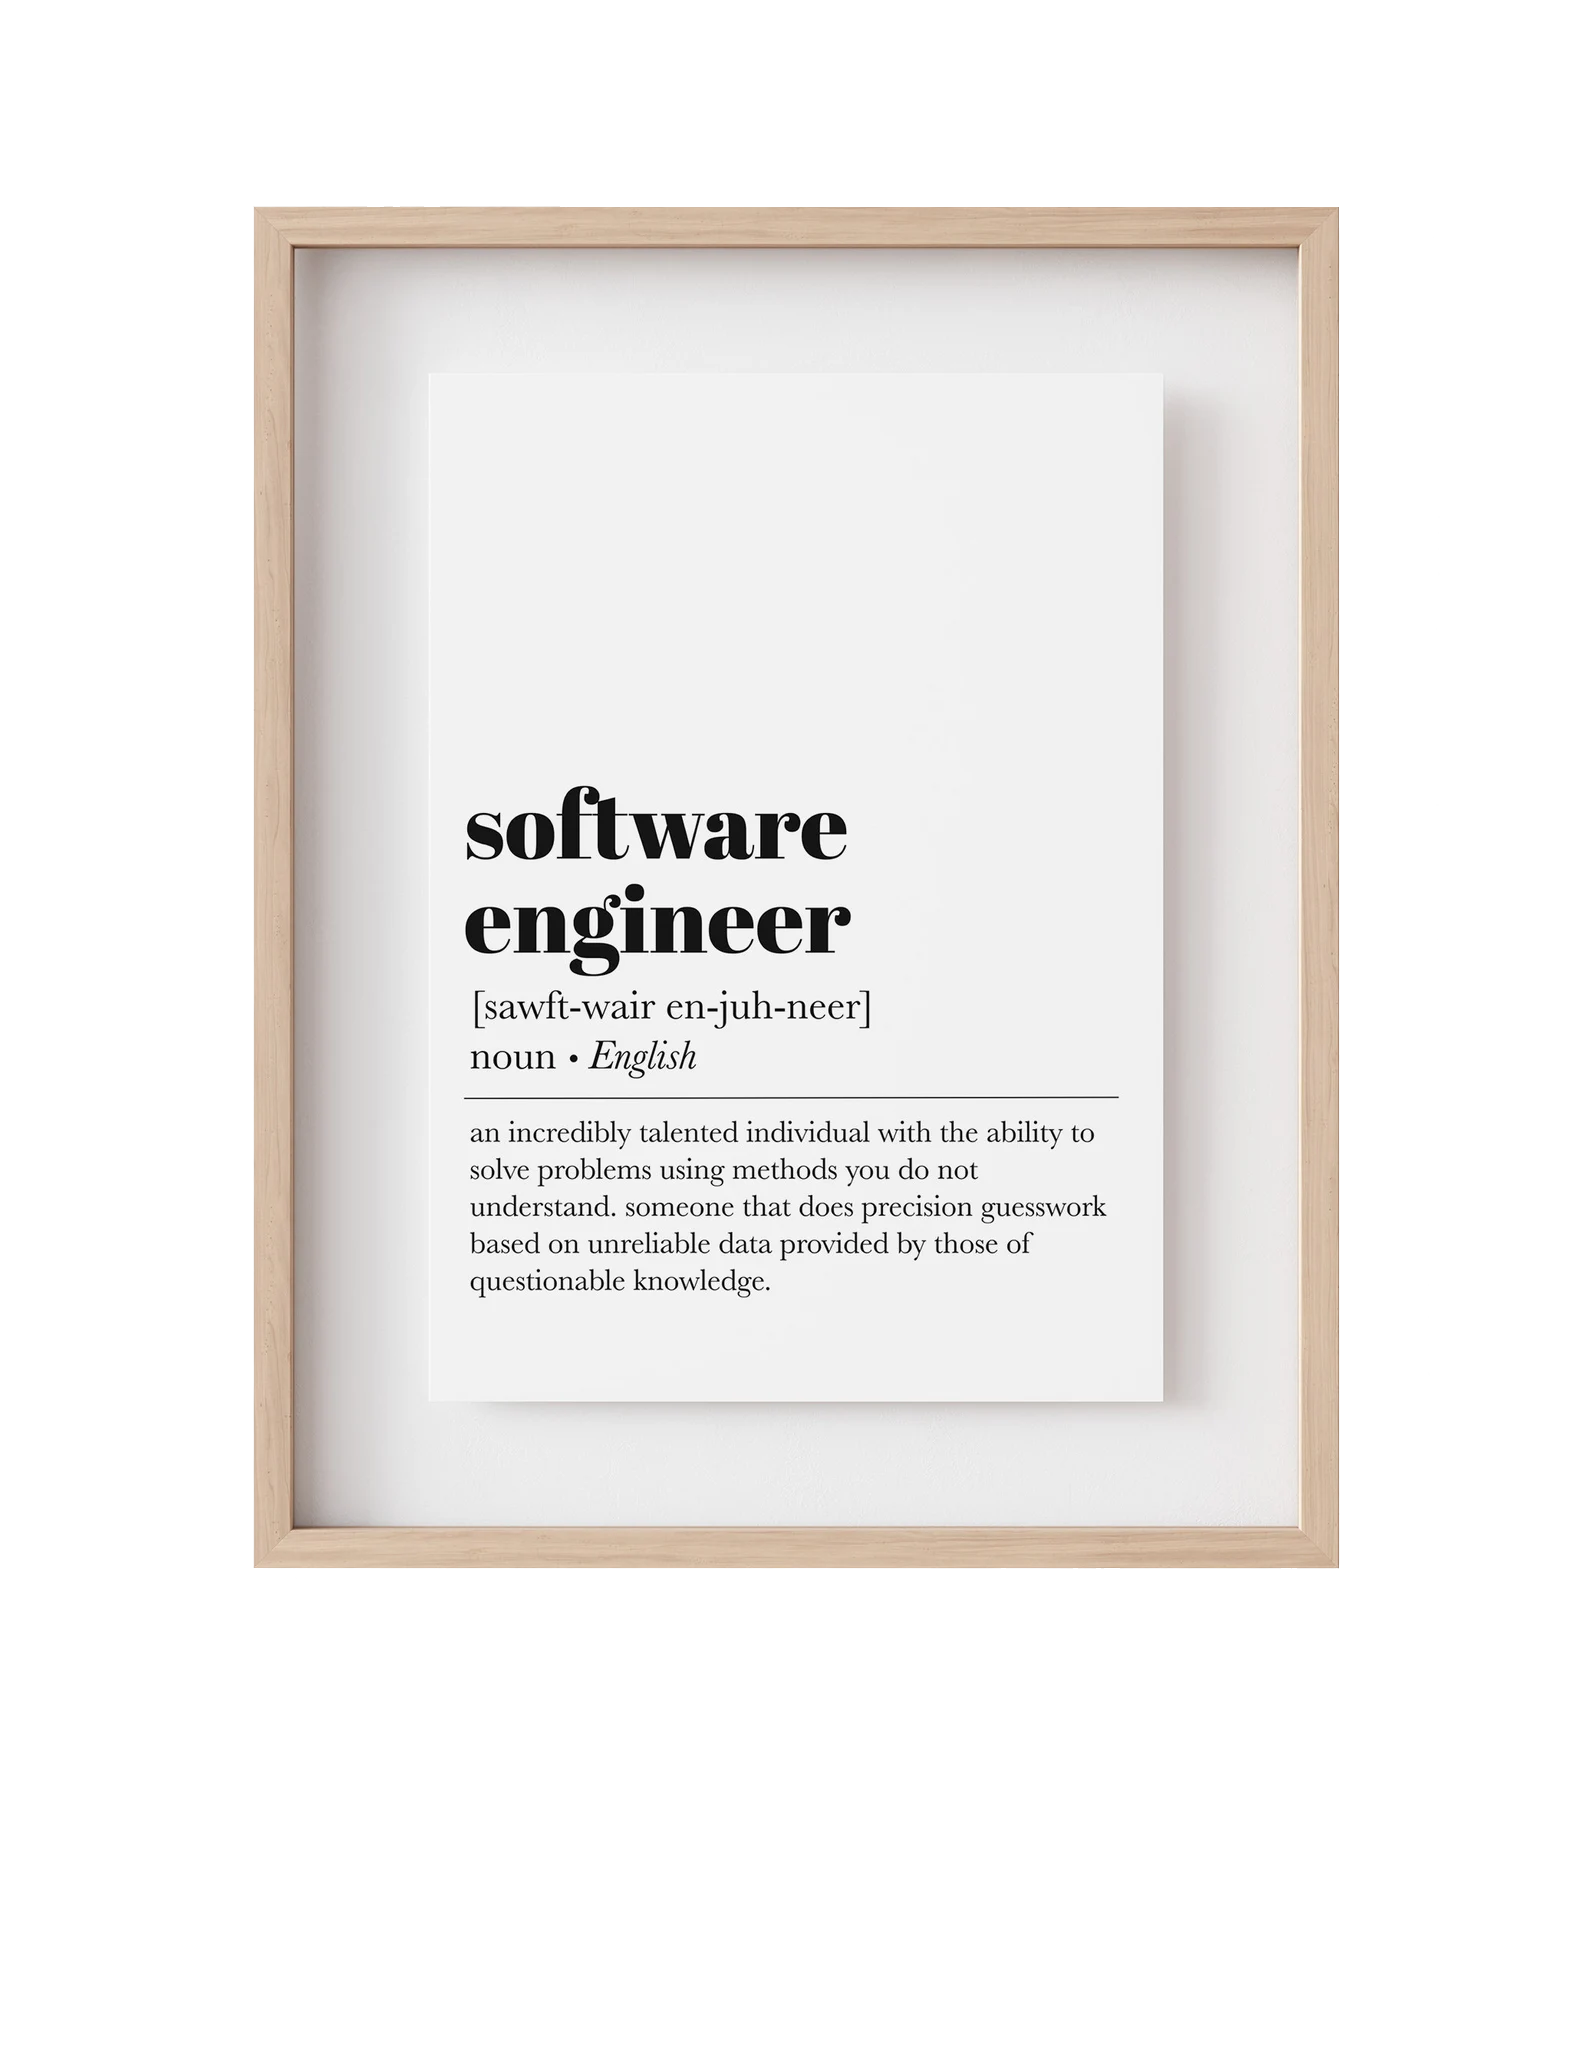 software
engineer
[sawft-wair en-juh-neer]
noun • English
an incredibly talented individual with the ability to
solve problems using methods you do not
understand. someone that does precision guesswork
based on unreliable data provided by those of
questionable knowledge.